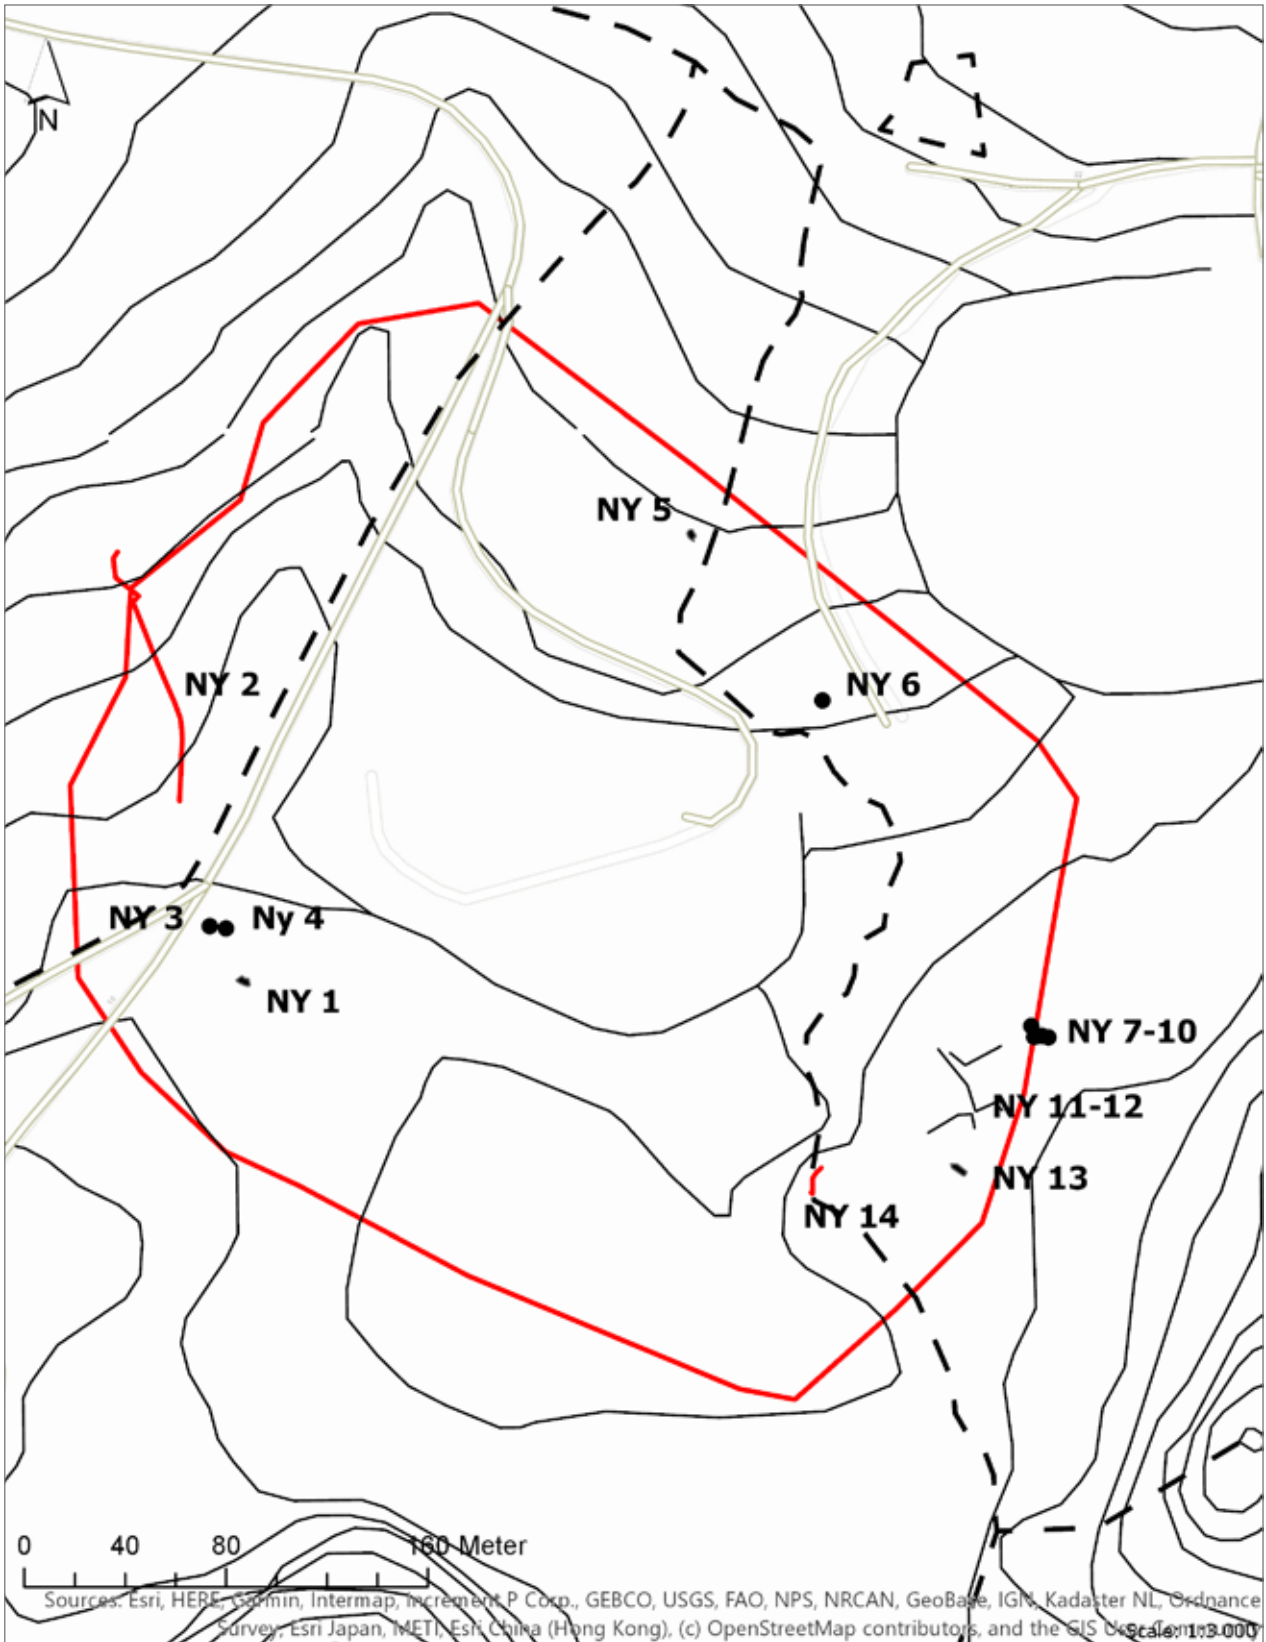 N
NY 5
NY 6
NY 2
NY 3
Ny 4
NY 1
NY 7-10
NY 11-12
NY 13
NY 14
0 40 80 160 Meter
Sources: Esri, HERE, Garmin, Intermap, increment P Corp., GEBCO, USGS, FAO, NPS, NRCAN, GeoBase, IGN, Kadaster NL, Ordnance
Survey, Esri Japan, METI, Esri China (Hong Kong), (c) OpenStreetMap contributors, and the GIS User Community
Scale: 1:3 000